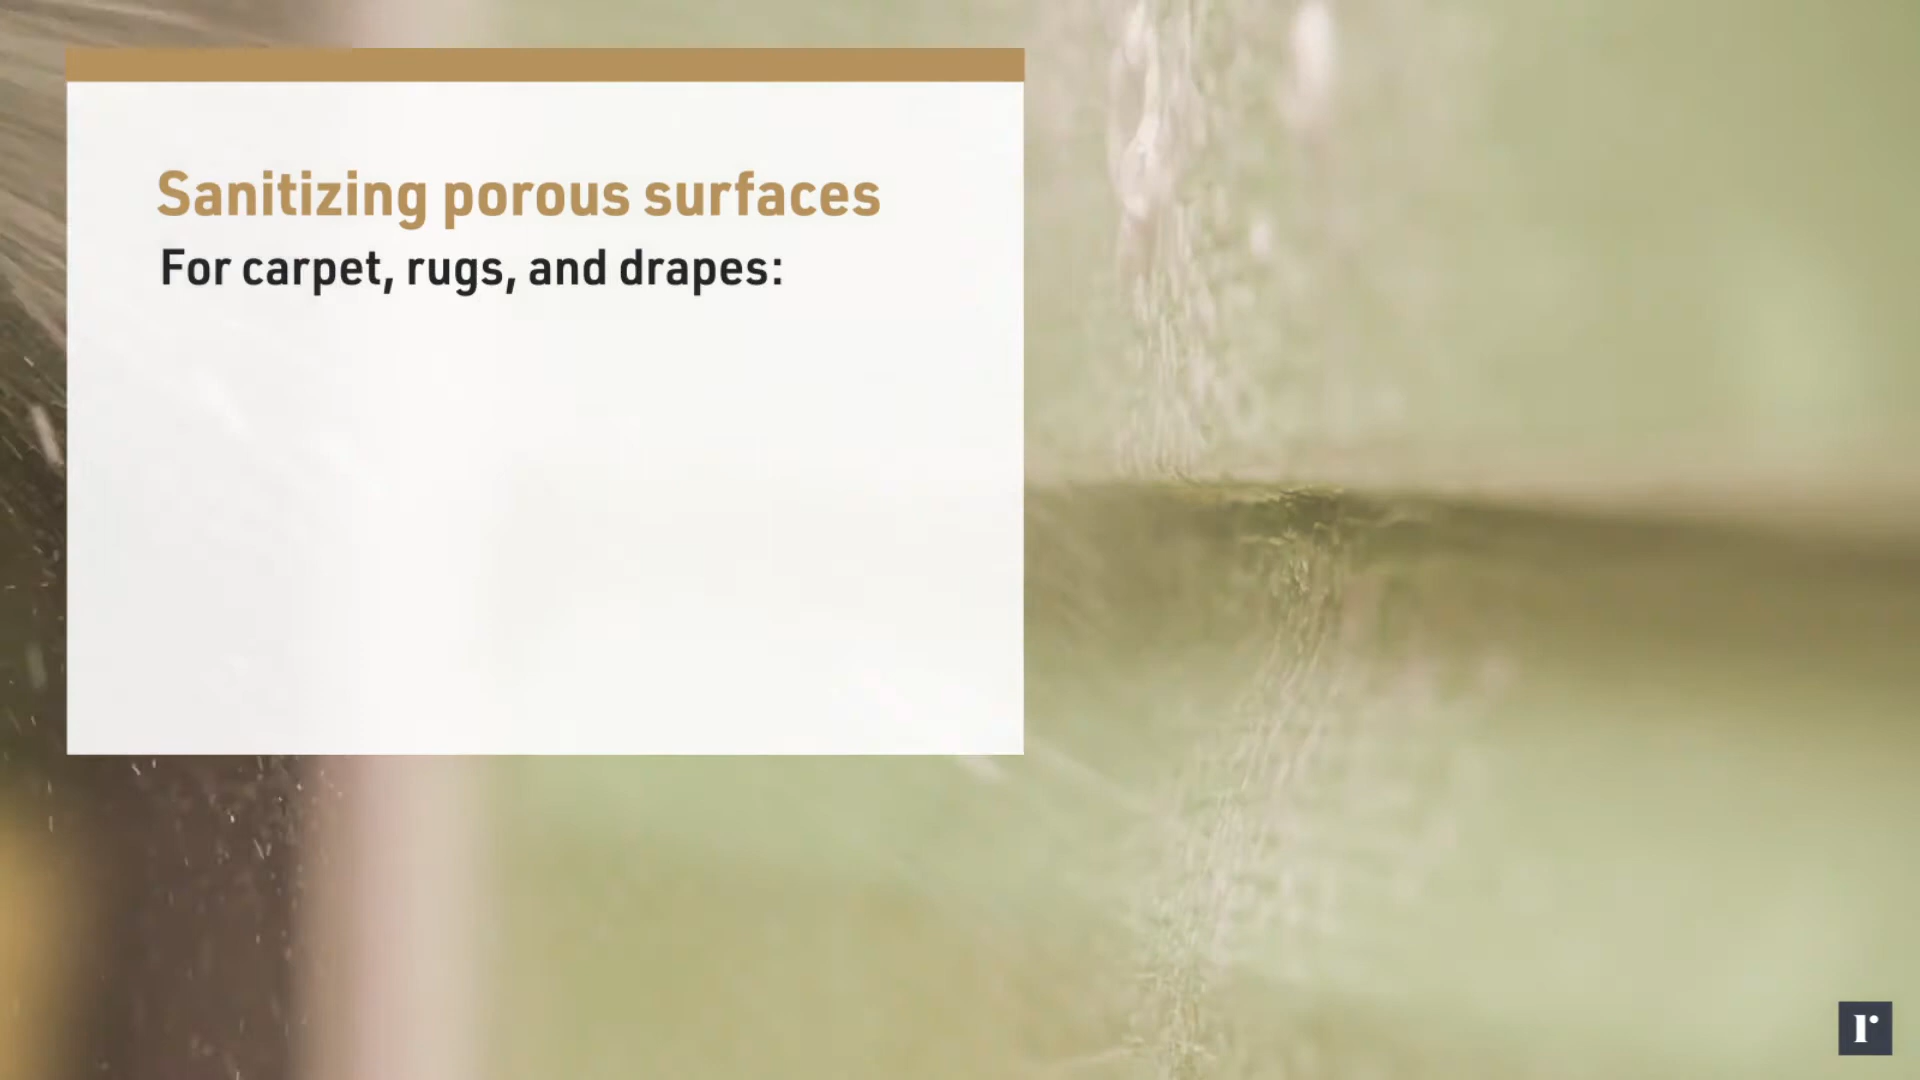 Sanitizing porous surfaces
For carpet, rugs, and drapes:
r